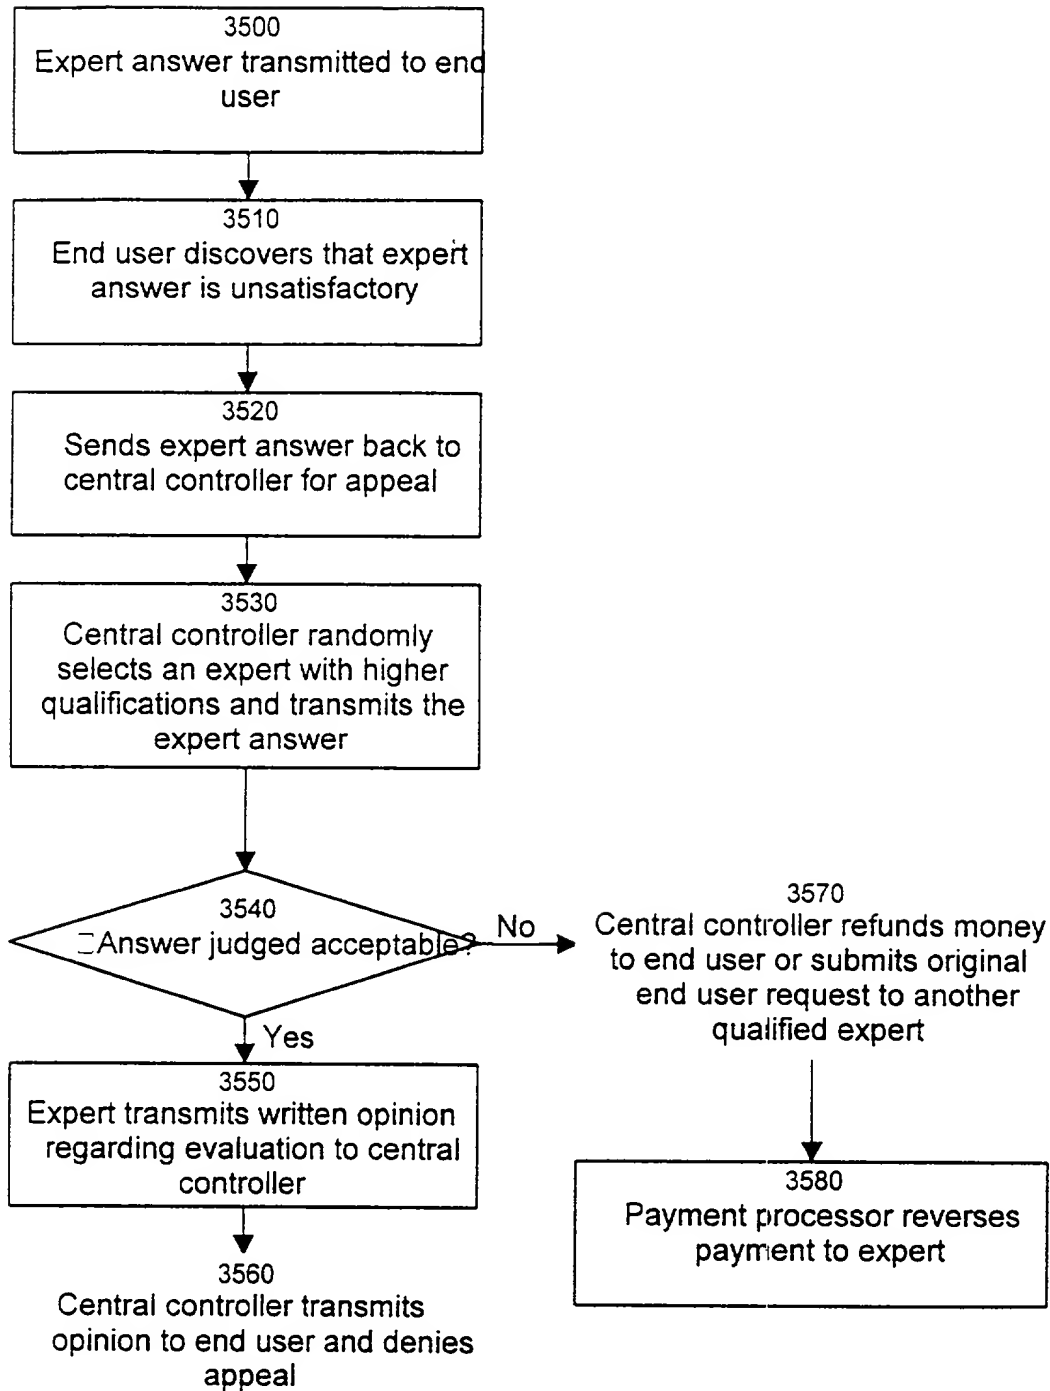 3500
Expert answer transmitted to end
user
3510
End user discovers that expert
answer is unsatisfactory
3520
Sends expert answer back to
central controller for appeal
3530
Central controller randomly
selects an expert with higher
qualifications and transmits the
expert answer
3540
Answer judged acceptable?
No
Yes
3570
Central controller refunds money
to end user or submits original
end user request to another
qualified expert
3550
Expert transmits written opinion
regarding evaluation to central
controller
3580
Payment processor reverses
payment to expert
3560
Central controller transmits
opinion to end user and denies
appeal